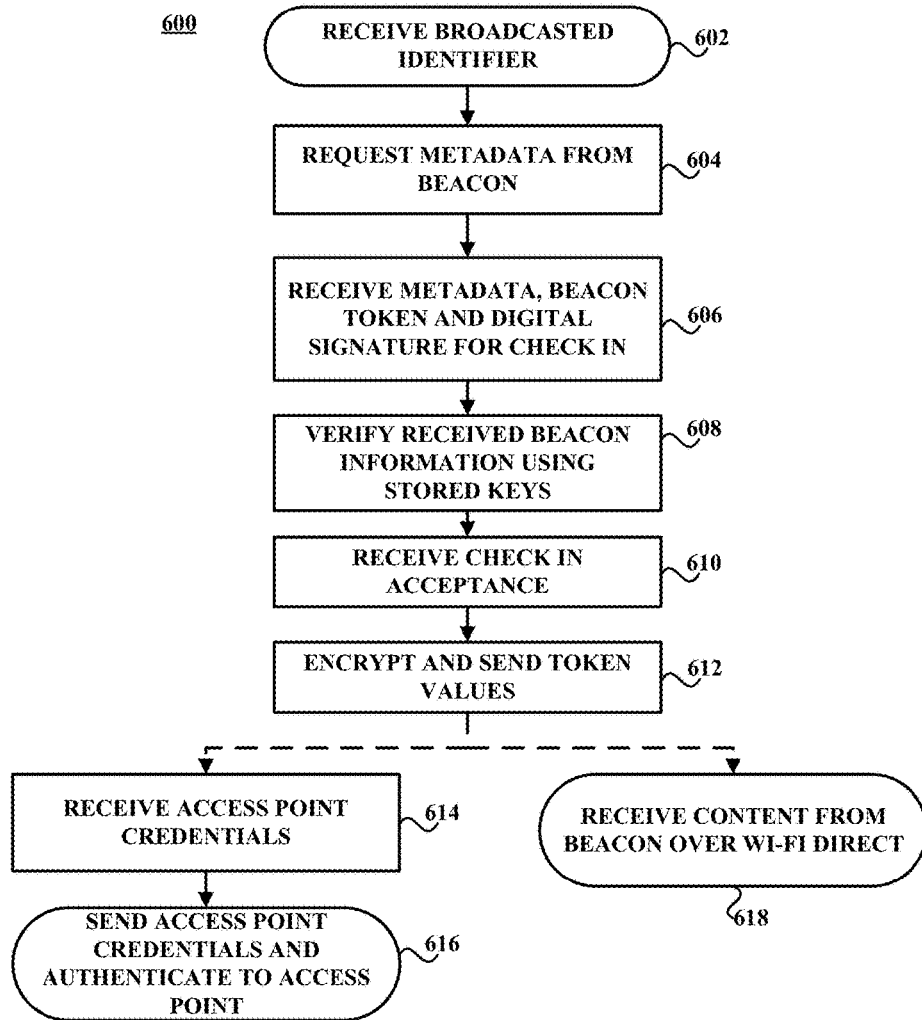 600
RECEIVE BROADCASTED
IDENTIFIER
602
REQUEST METADATA FROM
BEACON
604
RECEIVE METADATA, BEACON
TOKEN AND DIGITAL
SIGNATURE FOR CHECK IN
606
VERIFY RECEIVED BEACON
INFORMATION USING
STORED KEYS
608
RECEIVE CHECK IN
ACCEPTANCE
610
ENCRYPT AND SEND TOKEN
VALUES
612
RECEIVE ACCESS POINT
CREDENTIALS
614
RECEIVE CONTENT FROM
BEACON OVER WI-FI DIRECT
618
SEND ACCESS POINT
CREDENTIALS AND
AUTHENTICATE TO ACCESS
POINT
616